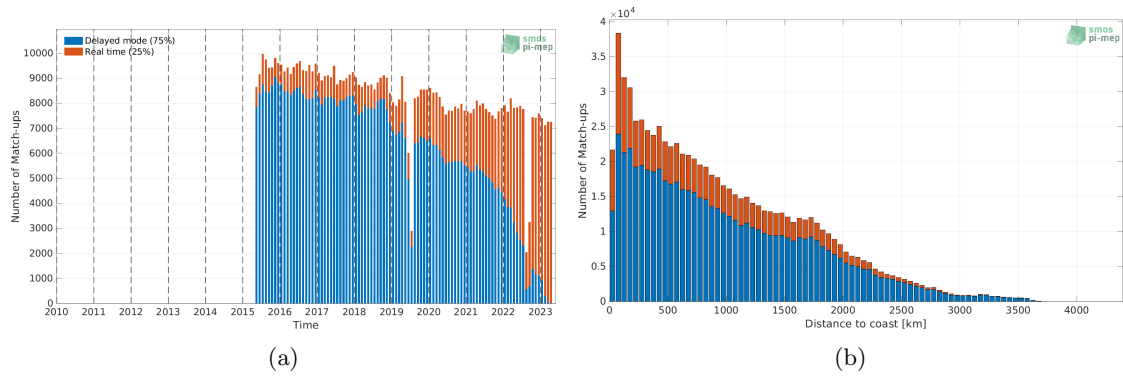 Delayed mode (75%)
Real time (25%)
smos
pi-mep
10000
9000
8000
7000
6000
5000
4000
3000
2000
1000
0
Number of Match-ups
2010 2011 2012 2013 2014 2015 2016 2017 2018 2019 2020 2021 2022 2023
Time
(a)
×10⁴
smos
pi-mep
4
3.5
3
2.5
2
1.5
1
0.5
0
Number of Match-ups
0 500 1000 1500 2000 2500 3000 3500 4000
Distance to coast [km]
(b)